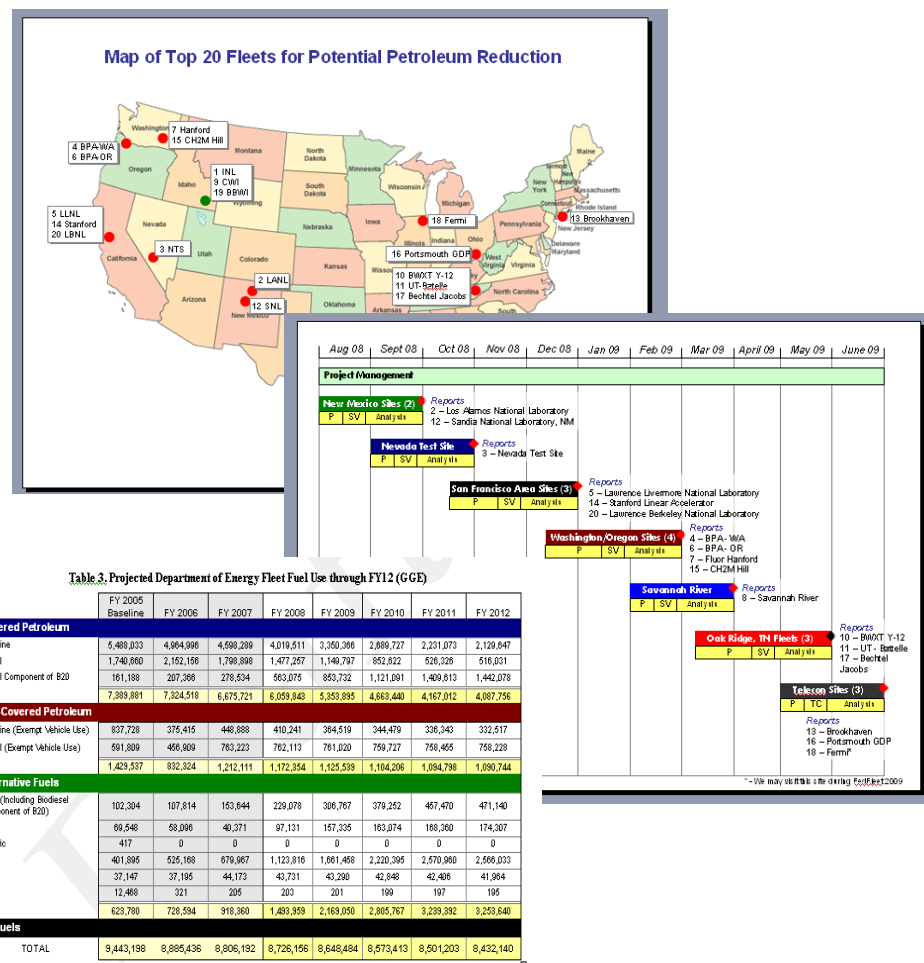 Map of Top 20 Fleets for Potential Petroleum Reduction
Washington
7 Hanford
15 CH2M Hill
4 BPA-WA
6 BPA-OR
Oregon
Idaho
Montana
North Dakota
South Dakota
Minnesota
Wisconsin
Michigan
Maine
Vermont
New Hampshire
Massachusetts
New York
Connecticut
Rhode Island
13 Brookhaven
New Jersey
Delaware
Maryland
Pennsylvania
1 INL
9 CWI
19 BBWI
Wyoming
Nebraska
Iowa
18 Fermi
Illinois
Indiana
Ohio
16 Portsmouth GDP
West Virginia
Virginia
5 LLNL
14 Stanford
20 LBNL
California
Nevada
3 NTS
Utah
Colorado
Kansas
Missou
ky
10 BWXT Y-12
11 UT-Batelle
17 Bechtel Jacobs
North Carolina
South
Arizona
2 LANL
12 SNL
New Mexico
Oklahoma
Arkansas
Aug 08 Sept 08 Oct 08 Nov 08 Dec 08 Jan 09 Feb 09 Mar 09 April 09 May 09 June 09
Project Management
New Mexico Sites (2)
P SV Analysis
Reports
2 – Los Alamos National Laboratory
12 – Sandia National Laboratory, NM
Nevada Test Site
P SV Analysis
Reports
3 – Nevada Test Site
San Francisco Area Sites (3)
P SV Analysis
Reports
5 – Lawrence Livermore National Laboratory
14 – Stanford Linear Accelerator
20 – Lawrence Berkeley National Laboratory
Washington/Oregon Sites (4)
P SV Analysis
Reports
4 – BPA- WA
6 – BPA- OR
7 – Fluor Hanford
15 – CH2M Hill
Savannah River
P SV Analysis
Reports
8 – Savannah River
Oak Ridge, TN Fleets (3)
P SV Analysis
Reports
10 – BWXT Y-12
11 – UT - Battelle
17 – Bechtel
Jacobs
Telecon Sites (3)
P TC Analysis
Reports
13 – Brookhaven
16 – Portsmouth GDP
18 – Fermi*
* - We may visit this site during FedFleet 2009
Table 3. Projected Department of Energy Fleet Fuel Use through FY12 (GGE)
FY 2005 Baseline FY 2006 FY 2007 FY 2008 FY 2009 FY 2010 FY 2011 FY 2012
ered Petroleum
ine 5,488,033 4,964,996 4,598,289 4,019,511 3,350,366 2,689,727 2,231,073 2,129,647
l 1,740,660 2,152,156 1,798,898 1,477,257 1,149,797 852,622 526,326 516,031
l Component of B20 161,188 207,366 278,534 563,075 853,732 1,121,091 1,409,613 1,442,078
7,389,881 7,324,518 6,675,721 6,059,843 5,353,895 4,663,440 4,167,012 4,087,756
Covered Petroleum
ine (Exempt Vehicle Use) 837,728 375,415 448,888 410,241 364,519 344,479 336,343 332,517
l (Exempt Vehicle Use) 591,809 456,909 763,223 762,113 761,020 759,727 758,455 758,228
1,429,537 832,324 1,212,111 1,172,354 1,125,539 1,104,206 1,094,798 1,090,744
rnative Fuels
(Including Biodiesel
onent of B20) 102,304 107,814 153,644 229,078 306,767 379,252 457,470 471,140
69,548 58,096 40,371 97,131 157,335 163,074 168,360 174,307
ic 417 0 0 0 0 0 0 0
401,895 525,168 679,967 1,123,816 1,661,458 2,220,395 2,570,960 2,566,033
37,147 37,195 44,173 43,731 43,290 42,848 42,406 41,964
12,468 321 205 203 201 199 197 195
623,780 728,594 918,360 1,493,959 2,169,050 2,805,767 3,239,392 3,253,640
uels
TOTAL 9,443,198 8,885,436 8,806,192 8,726,156 8,648,484 8,573,413 8,501,203 8,432,140